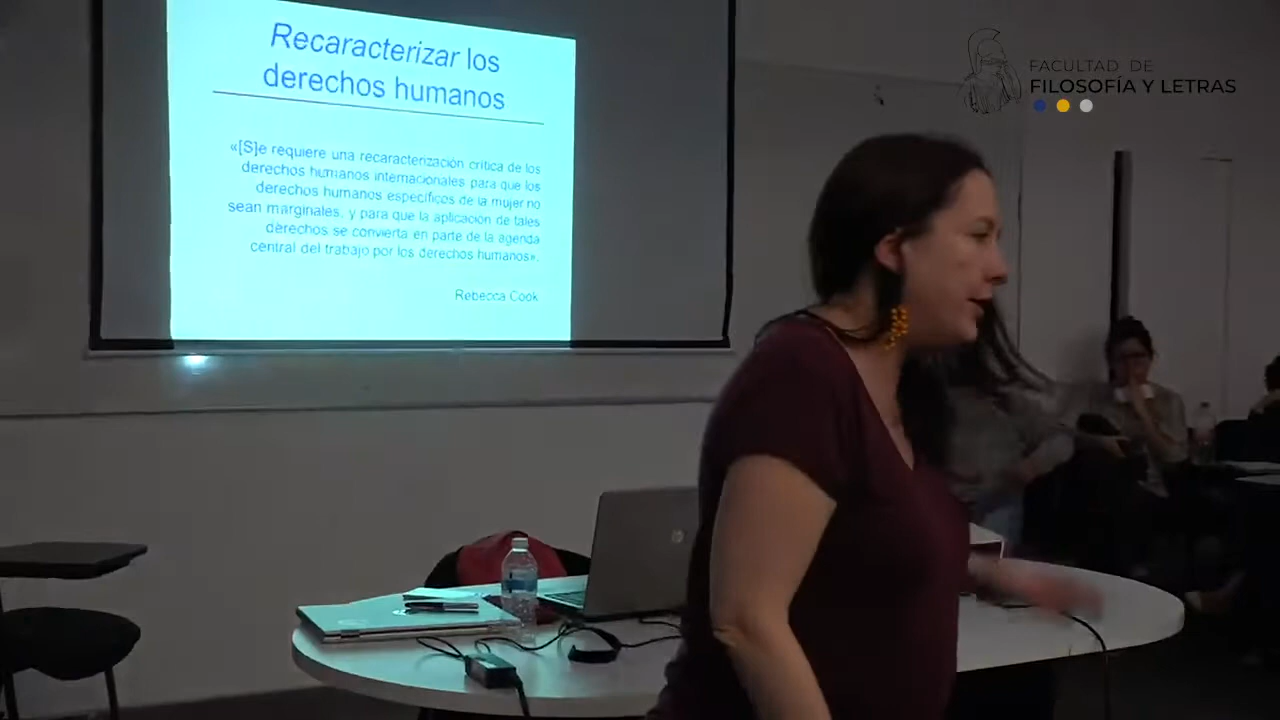 Recaracterizar los
derechos humanos
«[S]e requiere una recaracterización crítica de los
derechos humanos internacionales para que los
derechos humanos específicos de la mujer no
sean marginales, y para que la aplicación de tales
derechos se convierta en parte de la agenda
central del trabajo por los derechos humanos».
Rebecca Cook
FACULTAD DE
FILOSOFÍA Y LETRAS
hp